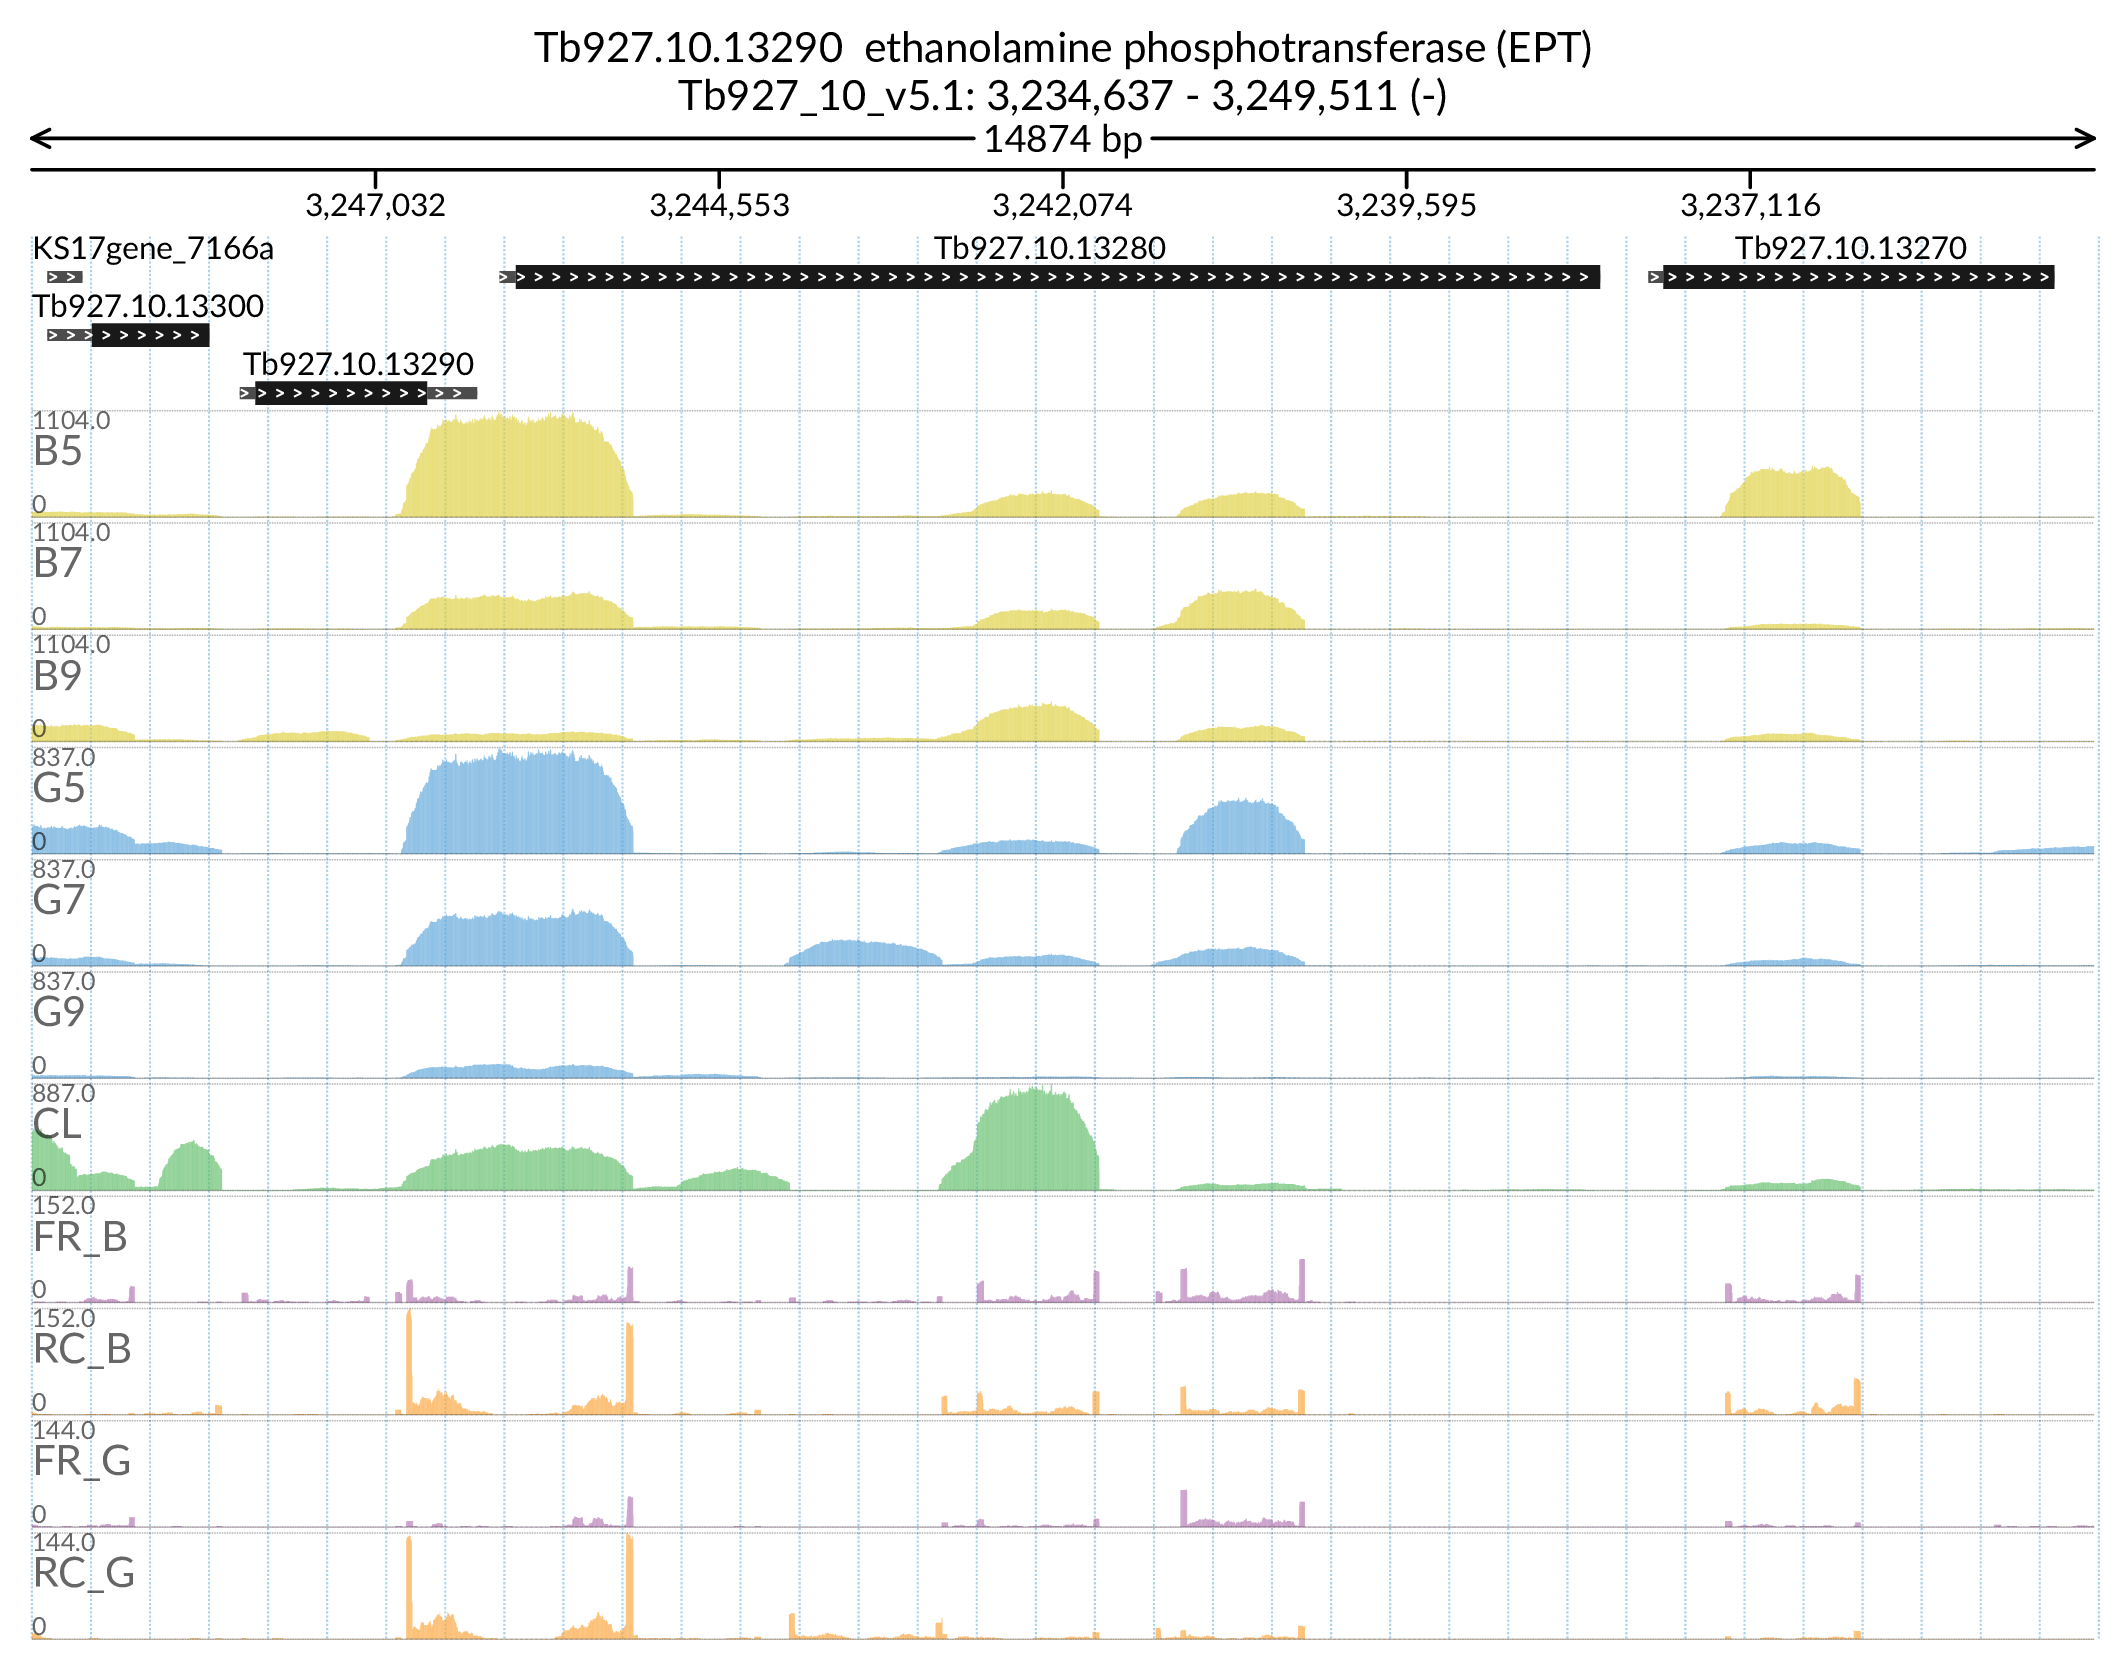 Tb927.10.13290  ethanolamine phosphotransferase (EPT)
Tb927_10_v5.1: 3,234,637 - 3,249,511 (-)
14874 bp
3,247,032 3,244,553 3,242,074 3,239,595 3,237,116
KS17gene_7166a Tb927.10.13280 Tb927.10.13270
Tb927.10.13300
Tb927.10.13290
1104.0
B5
0
1104.0
B7
0
1104.0
B9
0
837.0
G5
0
837.0
G7
0
837.0
G9
0
887.0
CL
0
152.0
FR_B
0
152.0
RC_B
0
144.0
FR_G
0
144.0
RC_G
0